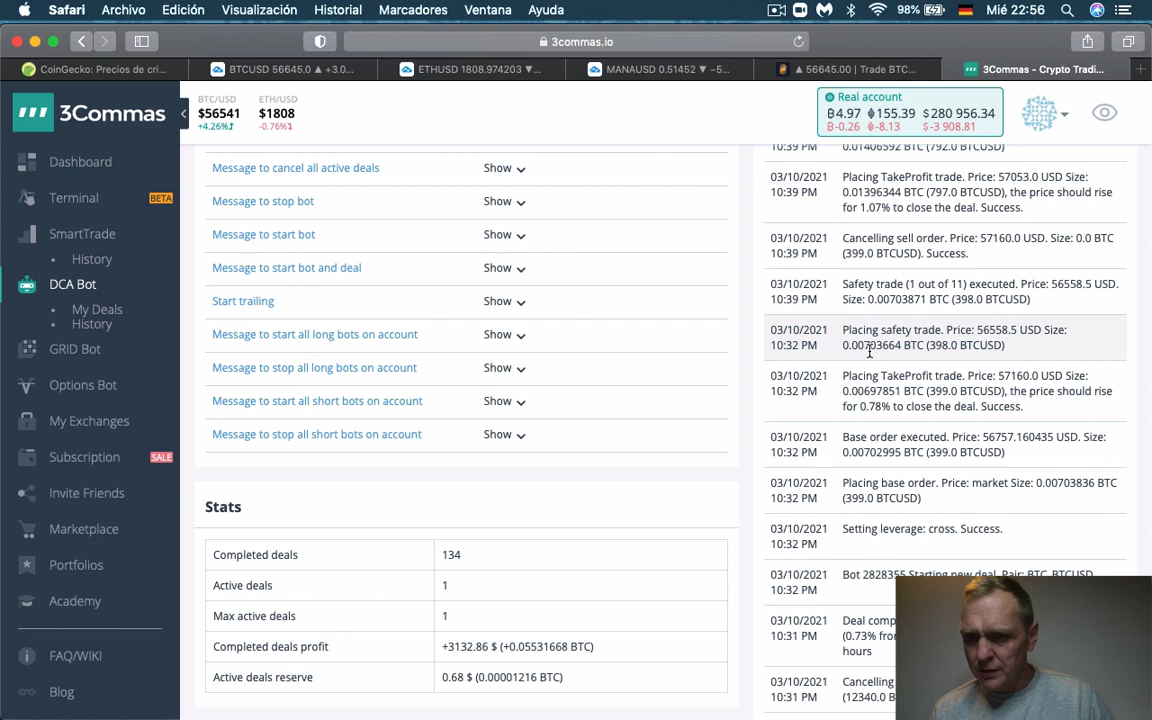 Safari Archivo Edición Visualización Historial Marcadores Ventana Ayuda 98% Mié 22:56
3commas.io
CoinGecko: Precios de cri...
BTCUSD 56645.0 ▲ +3.0...
ETHUSD 1808.974203 ▼...
MANAUSD 0.51452 ▼ −5...
▲ 56645.00 | Trade BTC...
3Commas - Crypto Tradi...
3Commas
BTC/USD ETH/USD
$56541 $1808
+4.26% -0.76%
Real account
Ƀ4.97 155.39 $ 280 956.34
Ƀ-0.26 -8.13 $ -3 908.81
Dashboard
Terminal BETA
SmartTrade
• History
DCA Bot
• My Deals
• History
GRID Bot
Options Bot
My Exchanges
Subscription SALE
Invite Friends
Marketplace
Portfolios
Academy
FAQ/WIKI
Blog
Message to cancel all active deals Show
Message to stop bot Show
Message to start bot Show
Message to start bot and deal Show
Start trailing Show
Message to start all long bots on account Show
Message to stop all long bots on account Show
Message to start all short bots on account Show
Message to stop all short bots on account Show
Stats
Completed deals 134
Active deals 1
Max active deals 1
Completed deals profit +3132.86 $ (+0.05531668 BTC)
Active deals reserve 0.68 $ (0.00001216 BTC)
10:39 PM 0.01406592 BTC (792.0 BTCUSD)
03/10/2021 Placing TakeProfit trade. Price: 57053.0 USD Size:
10:39 PM 0.01396344 BTC (797.0 BTCUSD), the price should rise
for 1.07% to close the deal. Success.
03/10/2021 Cancelling sell order. Price: 57160.0 USD. Size: 0.0 BTC
10:39 PM (399.0 BTCUSD). Success.
03/10/2021 Safety trade (1 out of 11) executed. Price: 56558.5 USD.
10:39 PM Size: 0.00703871 BTC (398.0 BTCUSD)
03/10/2021 Placing safety trade. Price: 56558.5 USD Size:
10:32 PM 0.00703664 BTC (398.0 BTCUSD)
03/10/2021 Placing TakeProfit trade. Price: 57160.0 USD Size:
10:32 PM 0.00697851 BTC (399.0 BTCUSD), the price should rise
for 0.78% to close the deal. Success.
03/10/2021 Base order executed. Price: 56757.160435 USD. Size:
10:32 PM 0.00702995 BTC (399.0 BTCUSD)
03/10/2021 Placing base order. Price: market Size: 0.00703836 BTC
10:32 PM (399.0 BTCUSD)
03/10/2021 Setting leverage: cross. Success.
10:32 PM
03/10/2021 Bot 2828355 Starting new deal. Pair: BTC_BTCUSD
10:32 PM
03/10/2021 Deal comp
10:31 PM (0.73% fro
hours
03/10/2021 Cancelling
10:31 PM (12340.0 B